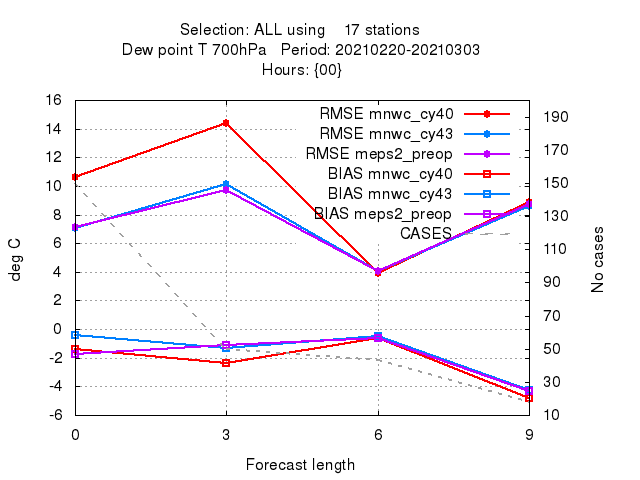 Selection: ALL using    17 stations
Dew point T 700hPa   Period: 20210220-20210303
Hours: {00}
16
14
12
10
8
6
4
2
0
-2
-4
-6
deg C
RMSE mnwc_cy40
RMSE mnwc_cy43
RMSE meps2_preop
BIAS mnwc_cy40
BIAS mnwc_cy43
BIAS meps2_preop
CASES
190
170
150
130
110
90
70
50
30
10
No cases
0 3 6 9
Forecast length